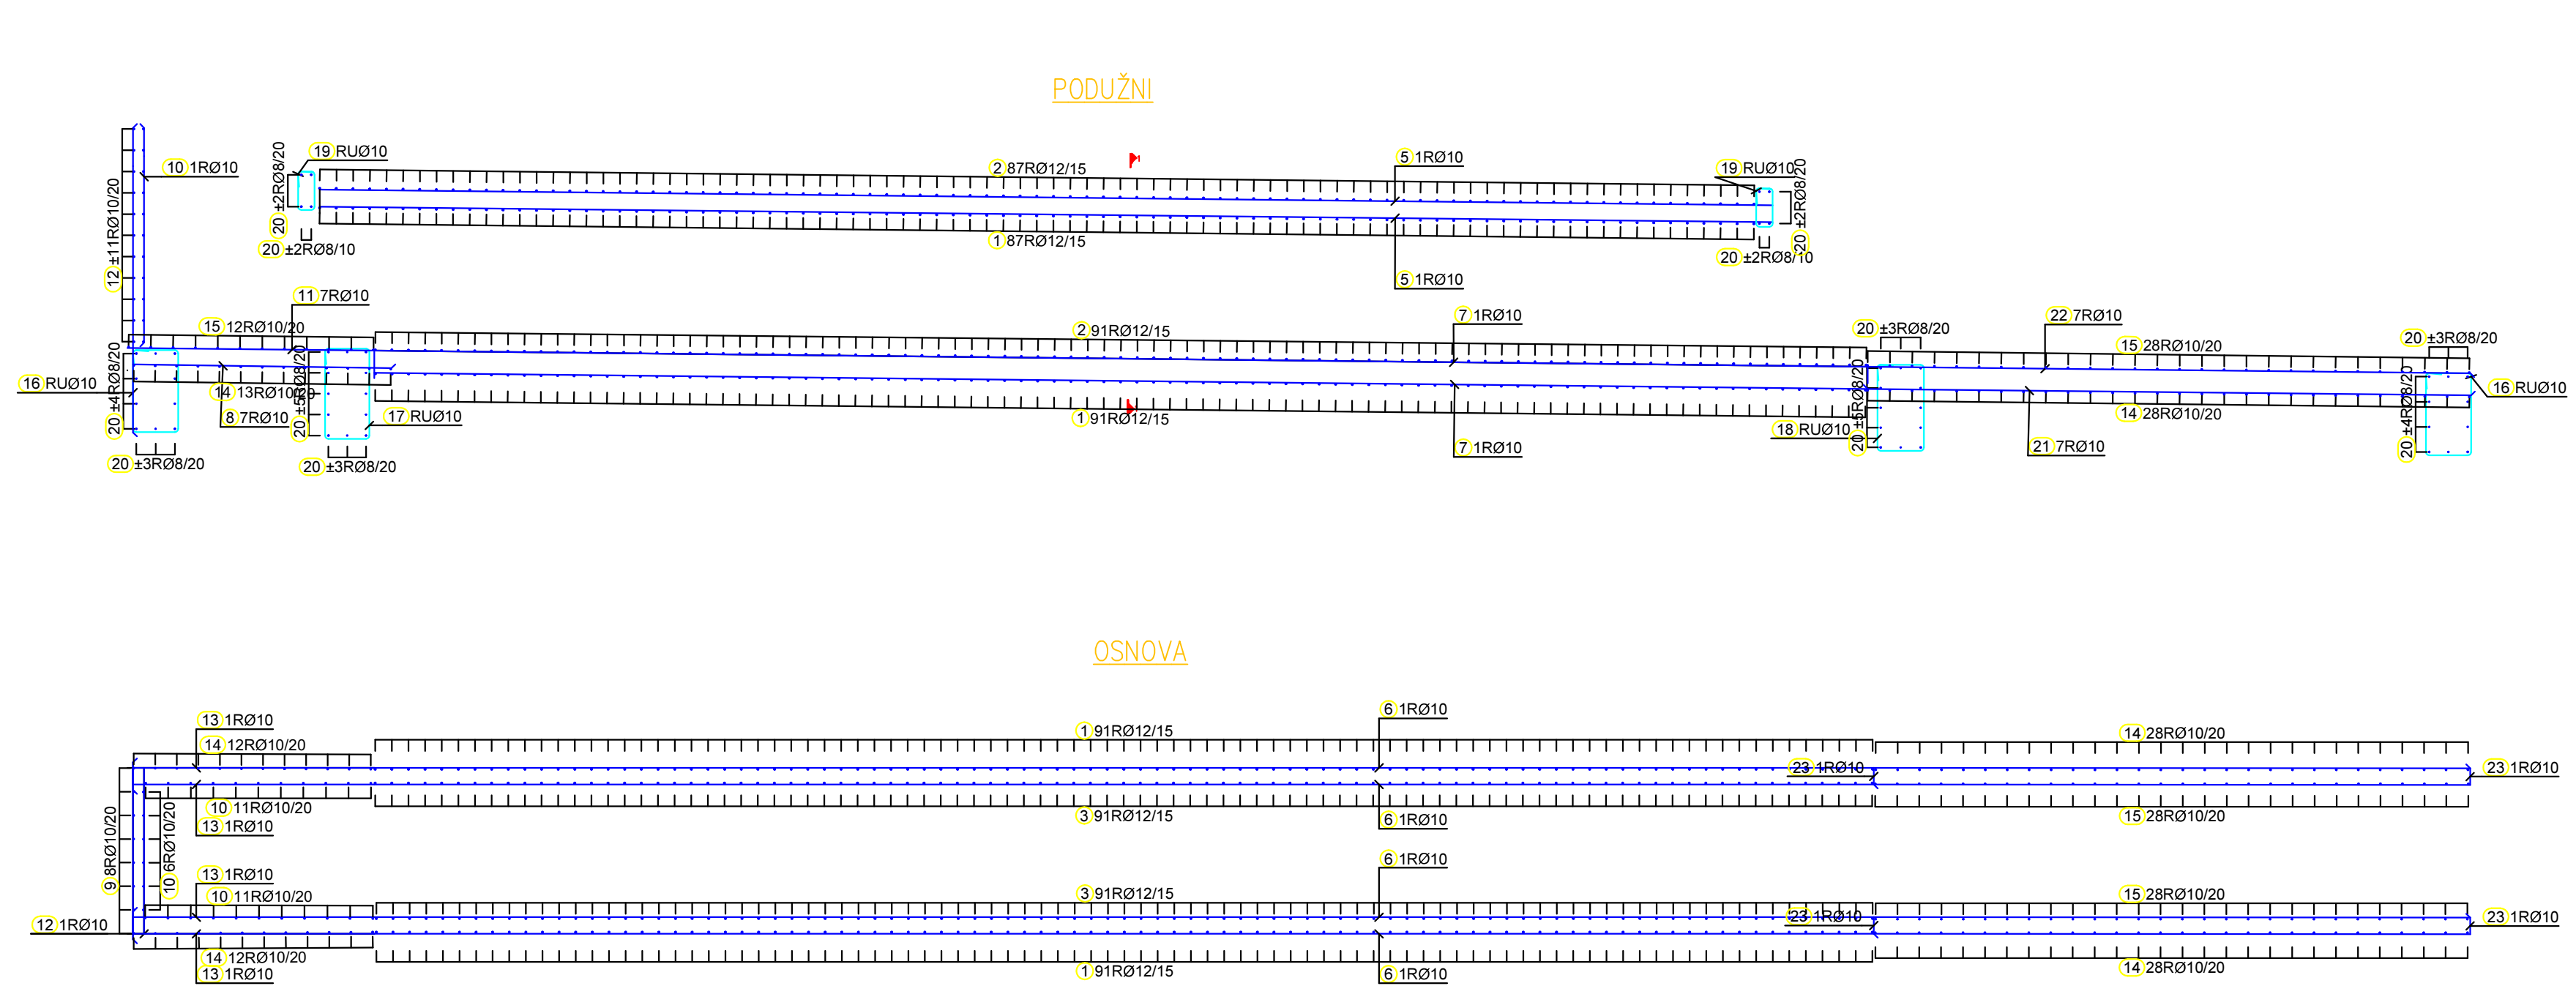 PODUŽNI
19 RUØ10
10 1RØ10
20 ±2RØ8/20
2 87RØ12/15
1
5 1RØ10
19 RUØ10
20 ±2RØ8/20
12 ±11RØ10/20
20 ±2RØ8/10
1 87RØ12/15
20 ±2RØ8/10
5 1RØ10
11 7RØ10
15 12RØ10/20
2 91RØ12/15
7 1RØ10
20 ±3RØ8/20
22 7RØ10
15 28RØ10/20
20 ±3RØ8/20
16 RUØ10
20 ±4RØ8/20
14 13RØ10/20
20 ±5RØ8/20
8 7RØ10
17 RUØ10
1 91RØ12/15
7 1RØ10
18 RUØ10
20 ±5RØ8/20
14 28RØ10/20
21 7RØ10
20 ±4RØ8/20
16 RUØ10
20 ±3RØ8/20
20 ±3RØ8/20
OSNOVA
13 1RØ10
14 12RØ10/20
1 91RØ12/15
6 1RØ10
14 28RØ10/20
23 1RØ10
23 1RØ10
10 11RØ10/20
13 1RØ10
3 91RØ12/15
6 1RØ10
15 28RØ10/20
9 8RØ10/20
10 6RØ10/20
13 1RØ10
10 11RØ10/20
3 91RØ12/15
6 1RØ10
15 28RØ10/20
23 1RØ10
23 1RØ10
12 1RØ10
14 12RØ10/20
13 1RØ10
1 91RØ12/15
6 1RØ10
14 28RØ10/20